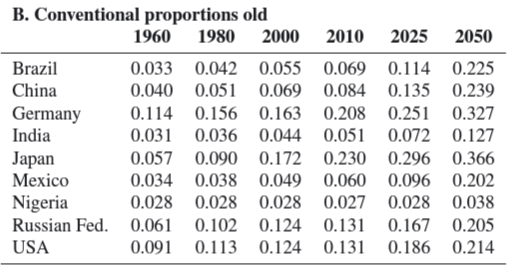 B. Conventional proportions old
1960 1980 2000 2010 2025 2050
Brazil 0.033 0.042 0.055 0.069 0.114 0.225
China 0.040 0.051 0.069 0.084 0.135 0.239
Germany 0.114 0.156 0.163 0.208 0.251 0.327
India 0.031 0.036 0.044 0.051 0.072 0.127
Japan 0.057 0.090 0.172 0.230 0.296 0.366
Mexico 0.034 0.038 0.049 0.060 0.096 0.202
Nigeria 0.028 0.028 0.028 0.027 0.028 0.038
Russian Fed. 0.061 0.102 0.124 0.131 0.167 0.205
USA 0.091 0.113 0.124 0.131 0.186 0.214